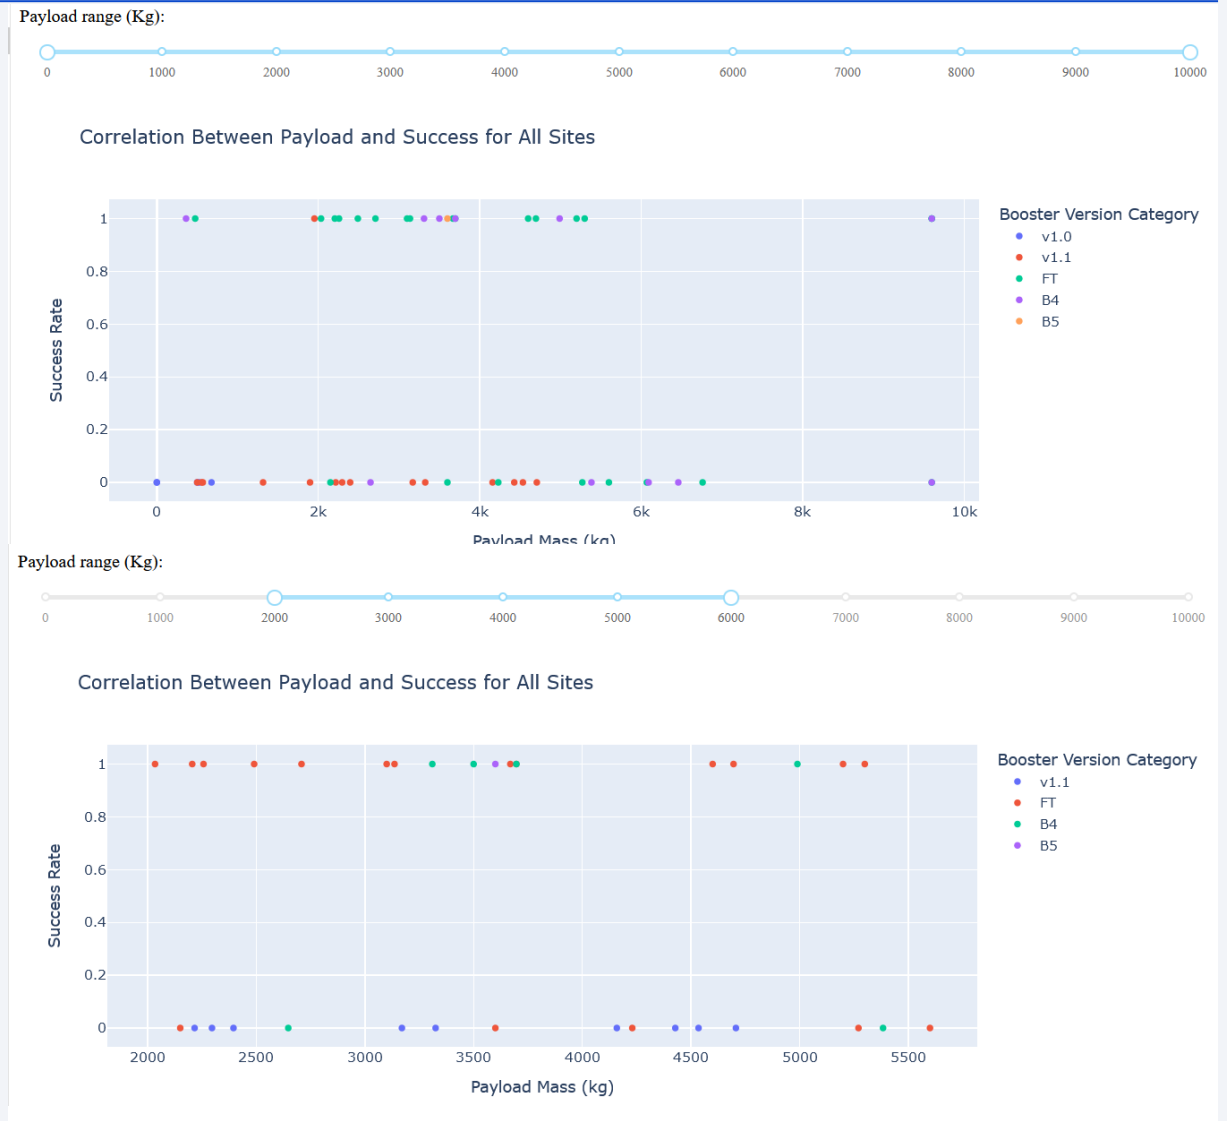 Payload range (Kg):
0 1000 2000 3000 4000 5000 6000 7000 8000 9000 10000
Correlation Between Payload and Success for All Sites
Success Rate
1
0.8
0.6
0.4
0.2
0
0 2k 4k 6k 8k 10k
Payload Mass (kg)
Booster Version Category
v1.0
v1.1
FT
B4
B5
Payload range (Kg):
0 1000 2000 3000 4000 5000 6000 7000 8000 9000 10000
Correlation Between Payload and Success for All Sites
Success Rate
1
0.8
0.6
0.4
0.2
0
2000 2500 3000 3500 4000 4500 5000 5500
Payload Mass (kg)
Booster Version Category
v1.1
FT
B4
B5